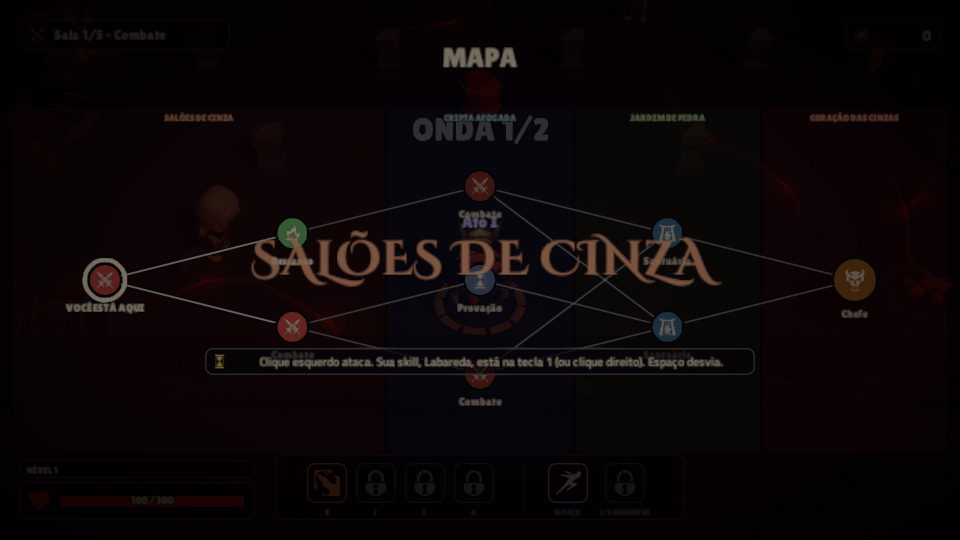 Sala 1/5 - Combate
0
MAPA
SALÕES DE CINZA
CRIPTA AFOGADA
JARDIM DE PEDRA
CORAÇÃO DAS CINZAS
ONDA 1/2
Combate
Ato I
SALÕES DE CINZA
Descanso
Santuário
VOCÊ ESTÁ AQUI
Provação
Chefe
Combate
Santuário
Clique esquerdo ataca. Sua skill, Labareda, está na tecla 1 (ou clique direito). Espaço desvia.
Combate
NÍVEL 1
100/100
1
2
3
4
ESPAÇO